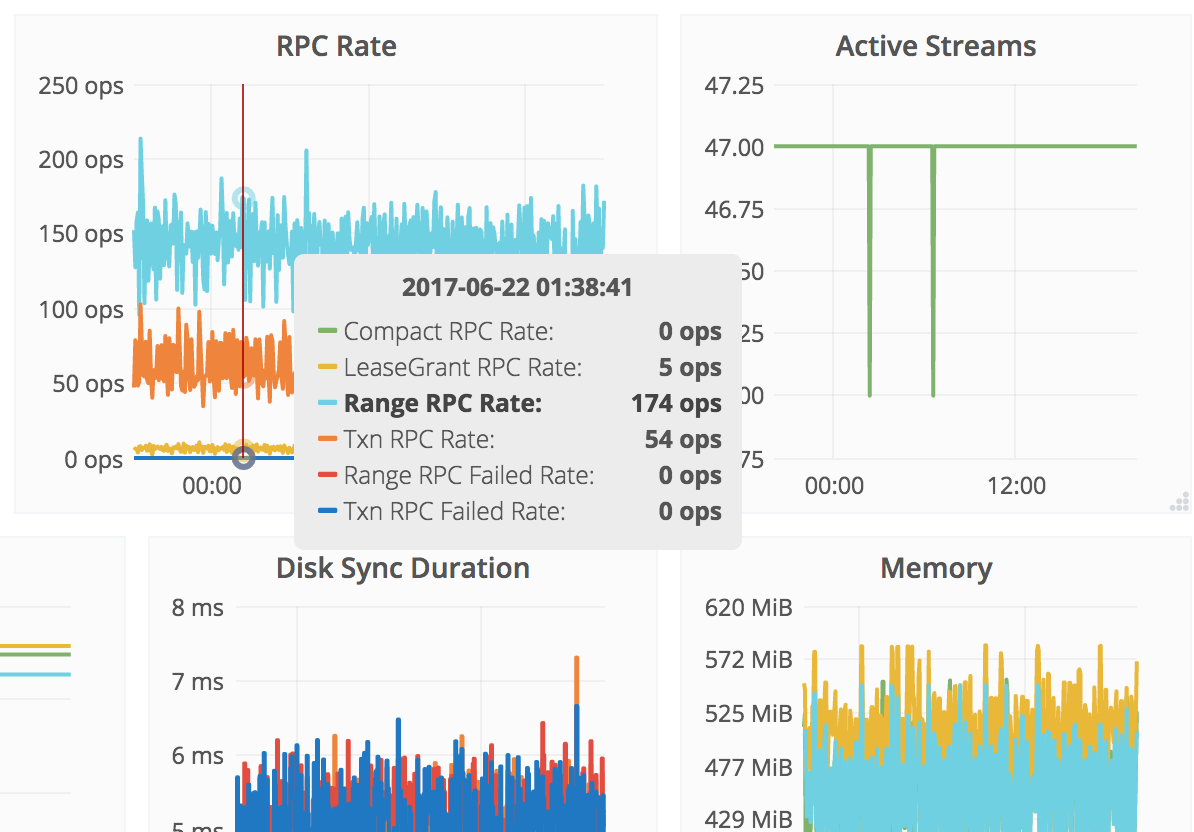 RPC Rate
250 ops
200 ops
150 ops
100 ops
50 ops
0 ops
00:00
2017-06-22 01:38:41
Compact RPC Rate: 0 ops
LeaseGrant RPC Rate: 5 ops
Range RPC Rate: 174 ops
Txn RPC Rate: 54 ops
Range RPC Failed Rate: 0 ops
Txn RPC Failed Rate: 0 ops
Active Streams
47.25
47.00
46.75
50
25
00
75
00:00 12:00
Disk Sync Duration
8 ms
7 ms
6 ms
5 ms
Memory
620 MiB
572 MiB
525 MiB
477 MiB
429 MiB